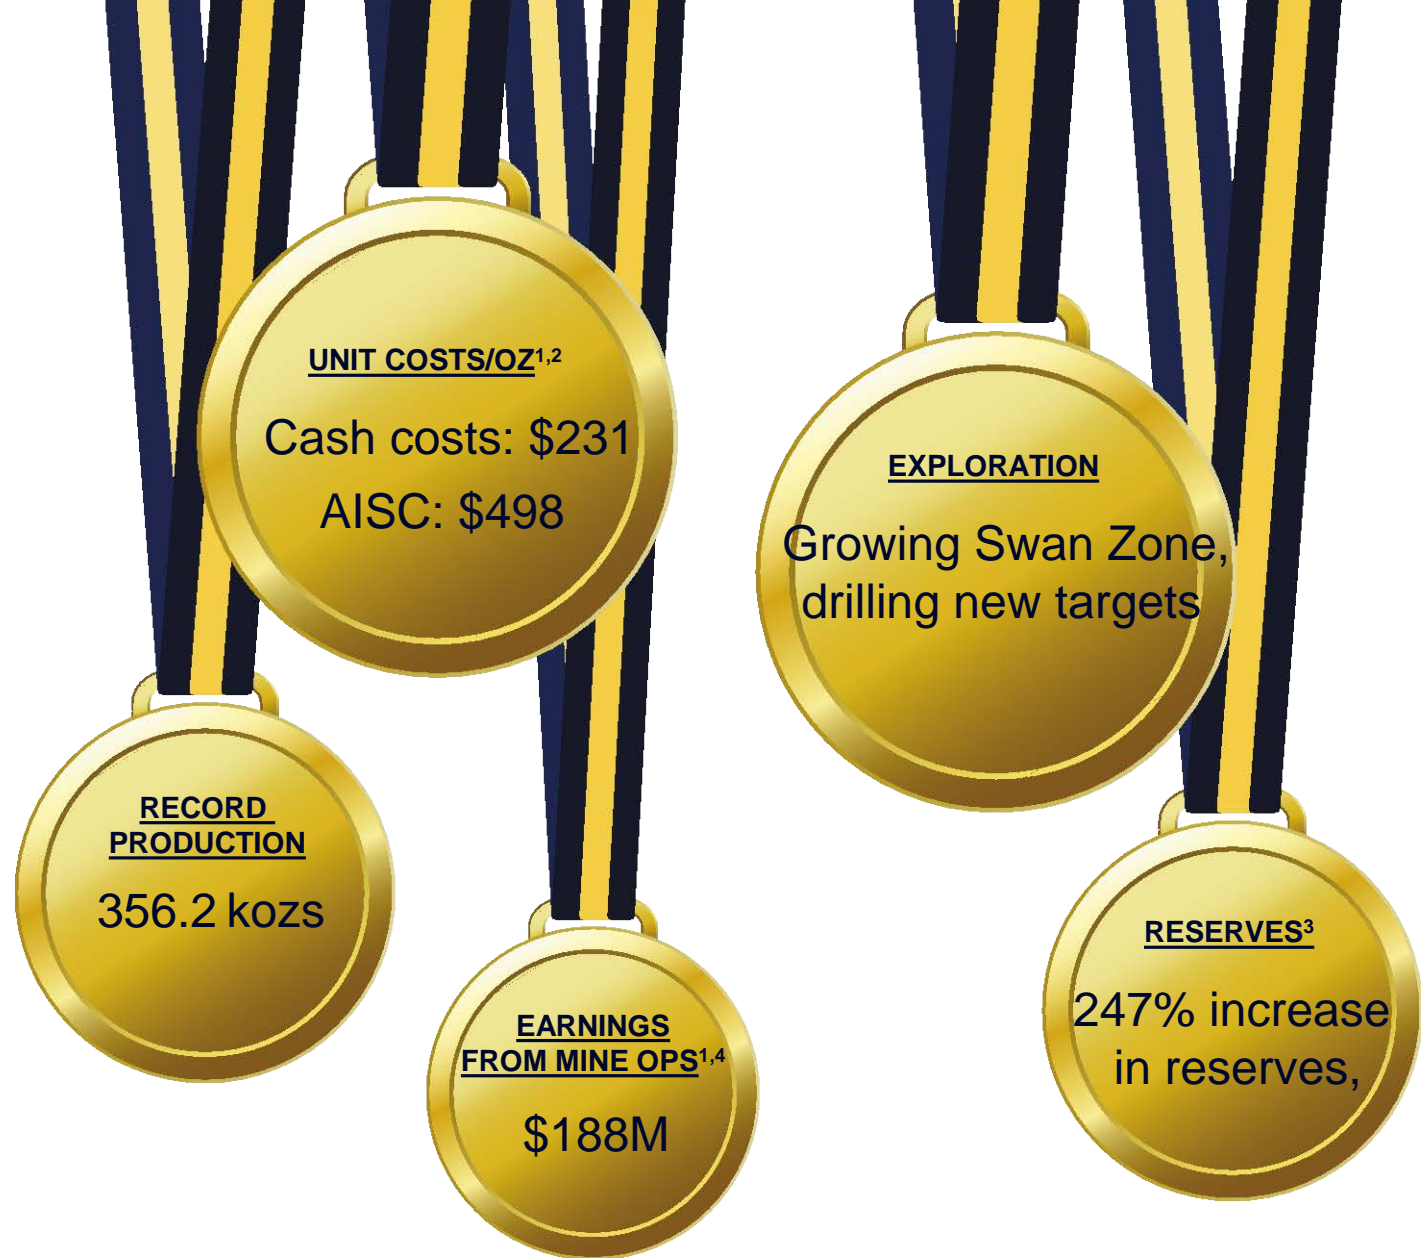 UNIT COSTS/OZ1,2
Cash costs: $231
AISC: $498
EXPLORATION
Growing Swan Zone,
drilling new targets
RECORD
PRODUCTION
356.2 kozs
EARNINGS
FROM MINE OPS1,4
$188M
RESERVES3
247% increase
in reserves,